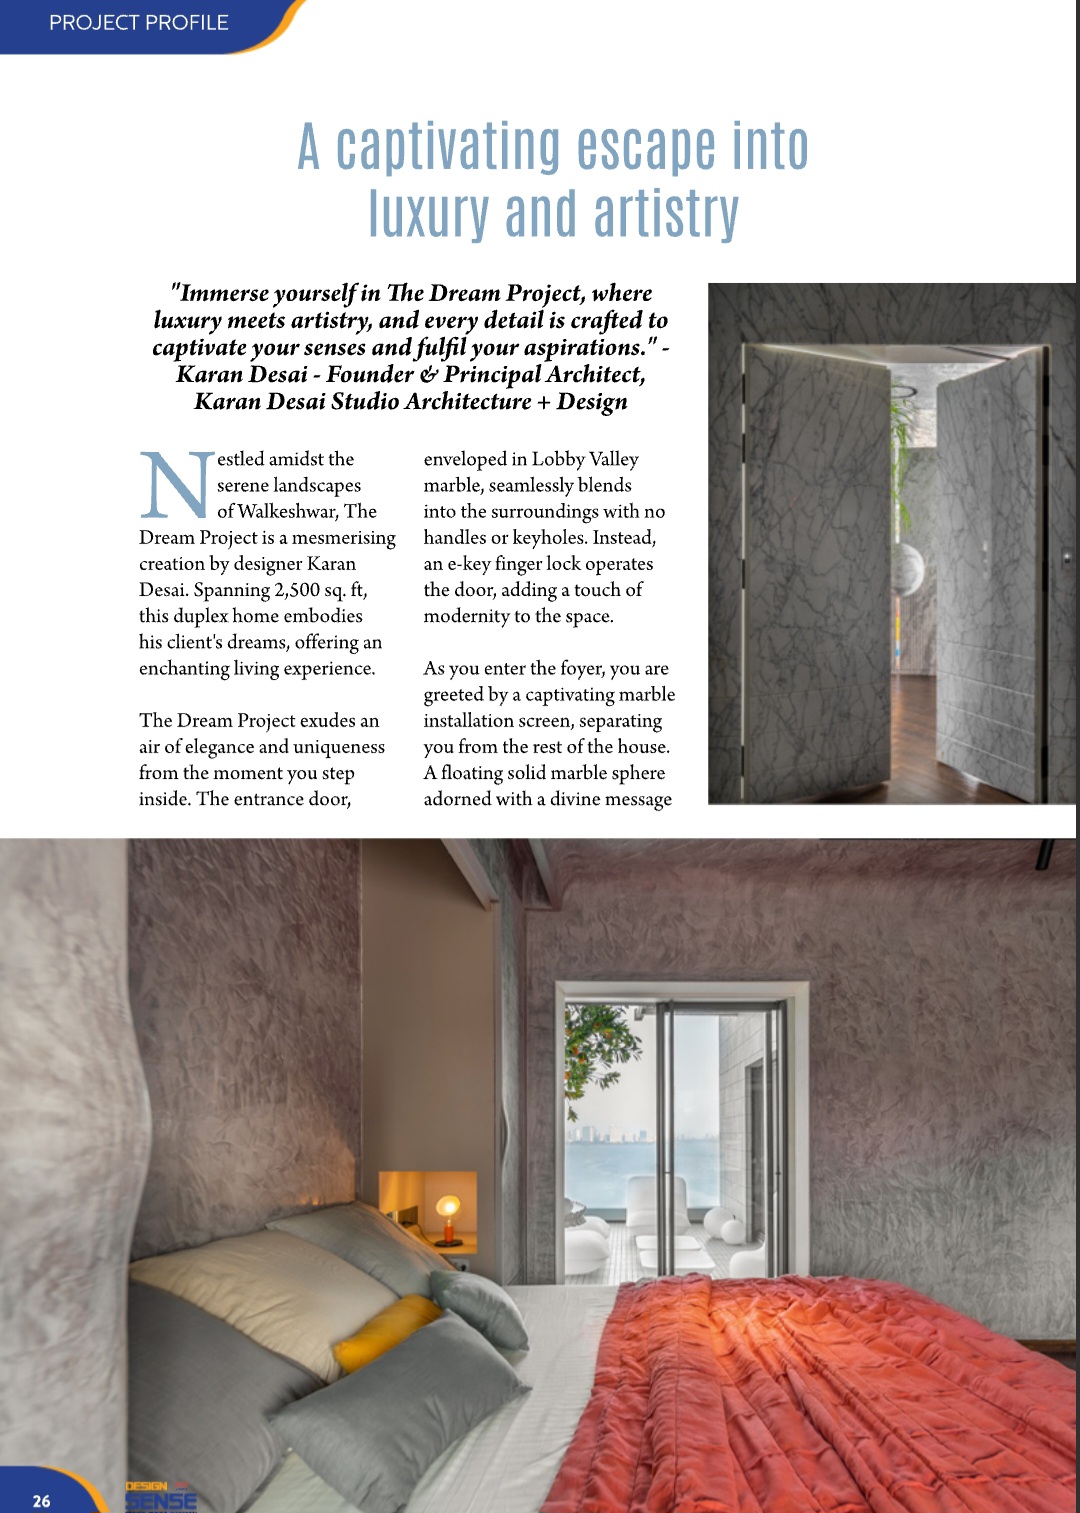 PROJECT PROFILE
A captivating escape into
luxury and artistry
"Immerse yourself in The Dream Project, where
luxury meets artistry, and every detail is crafted to
captivate your senses and fulfil your aspirations." -
Karan Desai - Founder & Principal Architect,
Karan Desai Studio Architecture + Design
Nestled amidst the
serene landscapes
of Walkeshwar, The
Dream Project is a mesmerising
creation by designer Karan
Desai. Spanning 2,500 sq. ft,
this duplex home embodies
his client's dreams, offering an
enchanting living experience.
The Dream Project exudes an
air of elegance and uniqueness
from the moment you step
inside. The entrance door,
enveloped in Lobby Valley
marble, seamlessly blends
into the surroundings with no
handles or keyholes. Instead,
an e-key finger lock operates
the door, adding a touch of
modernity to the space.
As you enter the foyer, you are
greeted by a captivating marble
installation screen, separating
you from the rest of the house.
A floating solid marble sphere
adorned with a divine message
26
DESIGN
SENSE